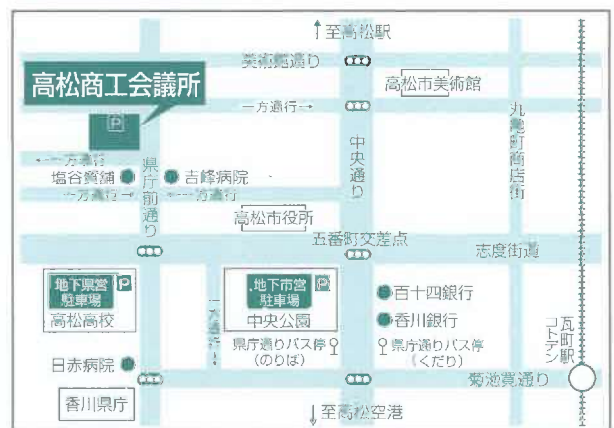 ↑至高松駅
美術館通り
高松商工会議所
高松市美術館
P
一方通行→
丸亀町商店街
中央通り
県庁前通り
←一方通行
塩谷質舗
吉峰病院
一方通行→
←一方通行
高松市役所
五番町交差点
志度街道
地下県営
駐車場
P
高松高校
一方通行
地下市営
駐車場
P
中央公園
百十四銀行
香川銀行
県庁通りバス停
(のりば)
県庁通りバス停
(くだり)
コトデン
瓦町駅
日赤病院
菊池寛通り
香川県庁
↓至高松空港